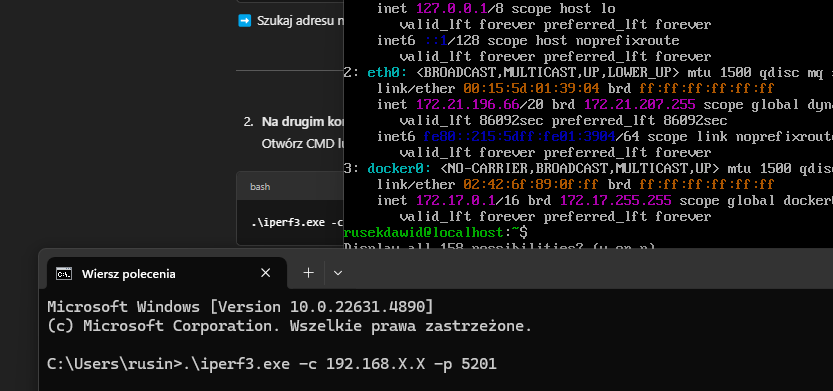 Szukaj adresu n
2. Na drugim kor
Otwórz CMD lu
bash
.\iperf3.exe -c
inet 127.0.0.1/8 scope host lo
valid_lft forever preferred_lft forever
inet6 ::1/128 scope host noprefixroute
valid_lft forever preferred_lft forever
2: eth0: <BROADCAST,MULTICAST,UP,LOWER_UP> mtu 1500 qdisc mq s
link/ether 00:15:5d:01:39:04 brd ff:ff:ff:ff:ff:ff
inet 172.21.196.66/20 brd 172.21.207.255 scope global dyna
valid_lft 86092sec preferred_lft 86092sec
inet6 fe80::215:5dff:fe01:3904/64 scope link noprefixroute
valid_lft forever preferred_lft forever
3: docker0: <NO-CARRIER,BROADCAST,MULTICAST,UP> mtu 1500 qdisc
link/ether 02:42:6f:89:0f:ff brd ff:ff:ff:ff:ff:ff
inet 172.17.0.1/16 brd 172.17.255.255 scope global docker0
valid_lft forever preferred_lft forever
rusekdawid@localhost:~$
Display all 158 possibilities? (y or n)
Wiersz polecenia
Microsoft Windows [Version 10.0.22631.4890]
(c) Microsoft Corporation. Wszelkie prawa zastrzeżone.
C:\Users\rusin>.\iperf3.exe -c 192.168.X.X -p 5201